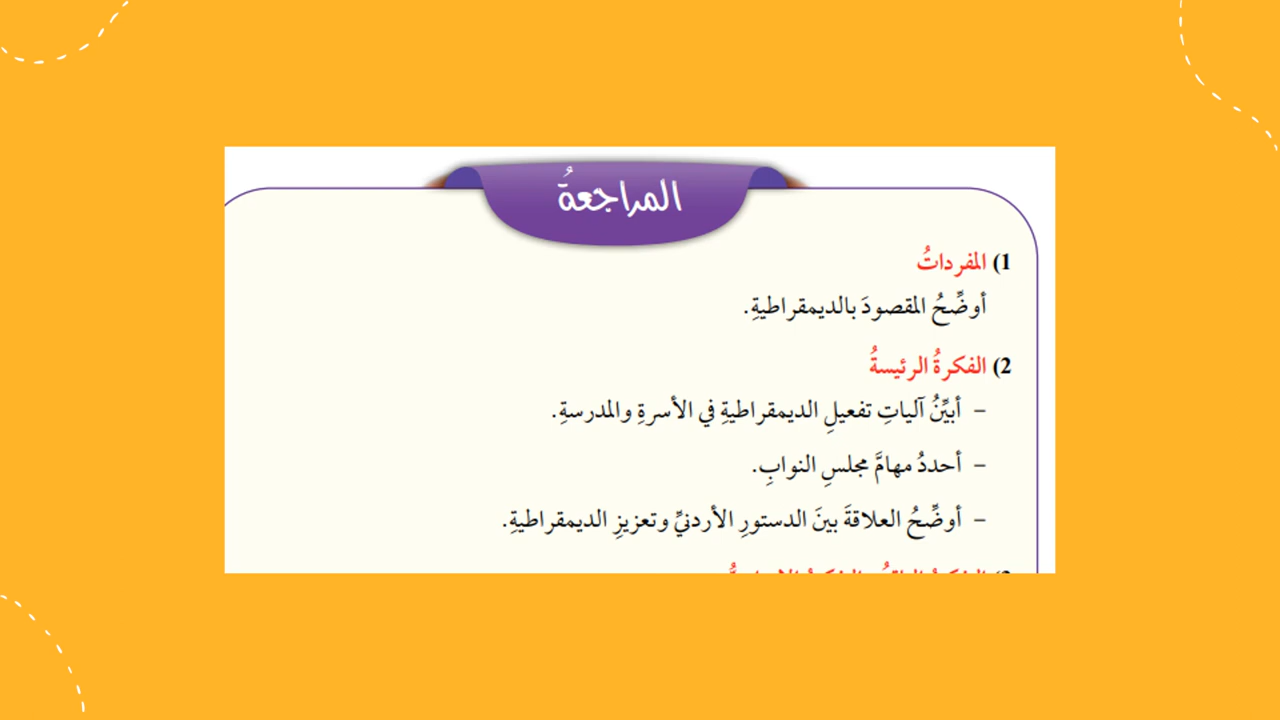 المراجعةُ
1) المفرداتُ
أوضِّحُ المقصودَ بالديمقراطيةِ.
2) الفكرةُ الرئيسةُ
– أبيِّنُ آلياتِ تفعيلِ الديمقراطيةِ في الأسرةِ والمدرسةِ.
– أحددُ مهامَّ مجلسِ النوابِ.
– أوضِّحُ العلاقةَ بينَ الدستورِ الأردنيِّ وتعزيزِ الديمقراطيةِ.